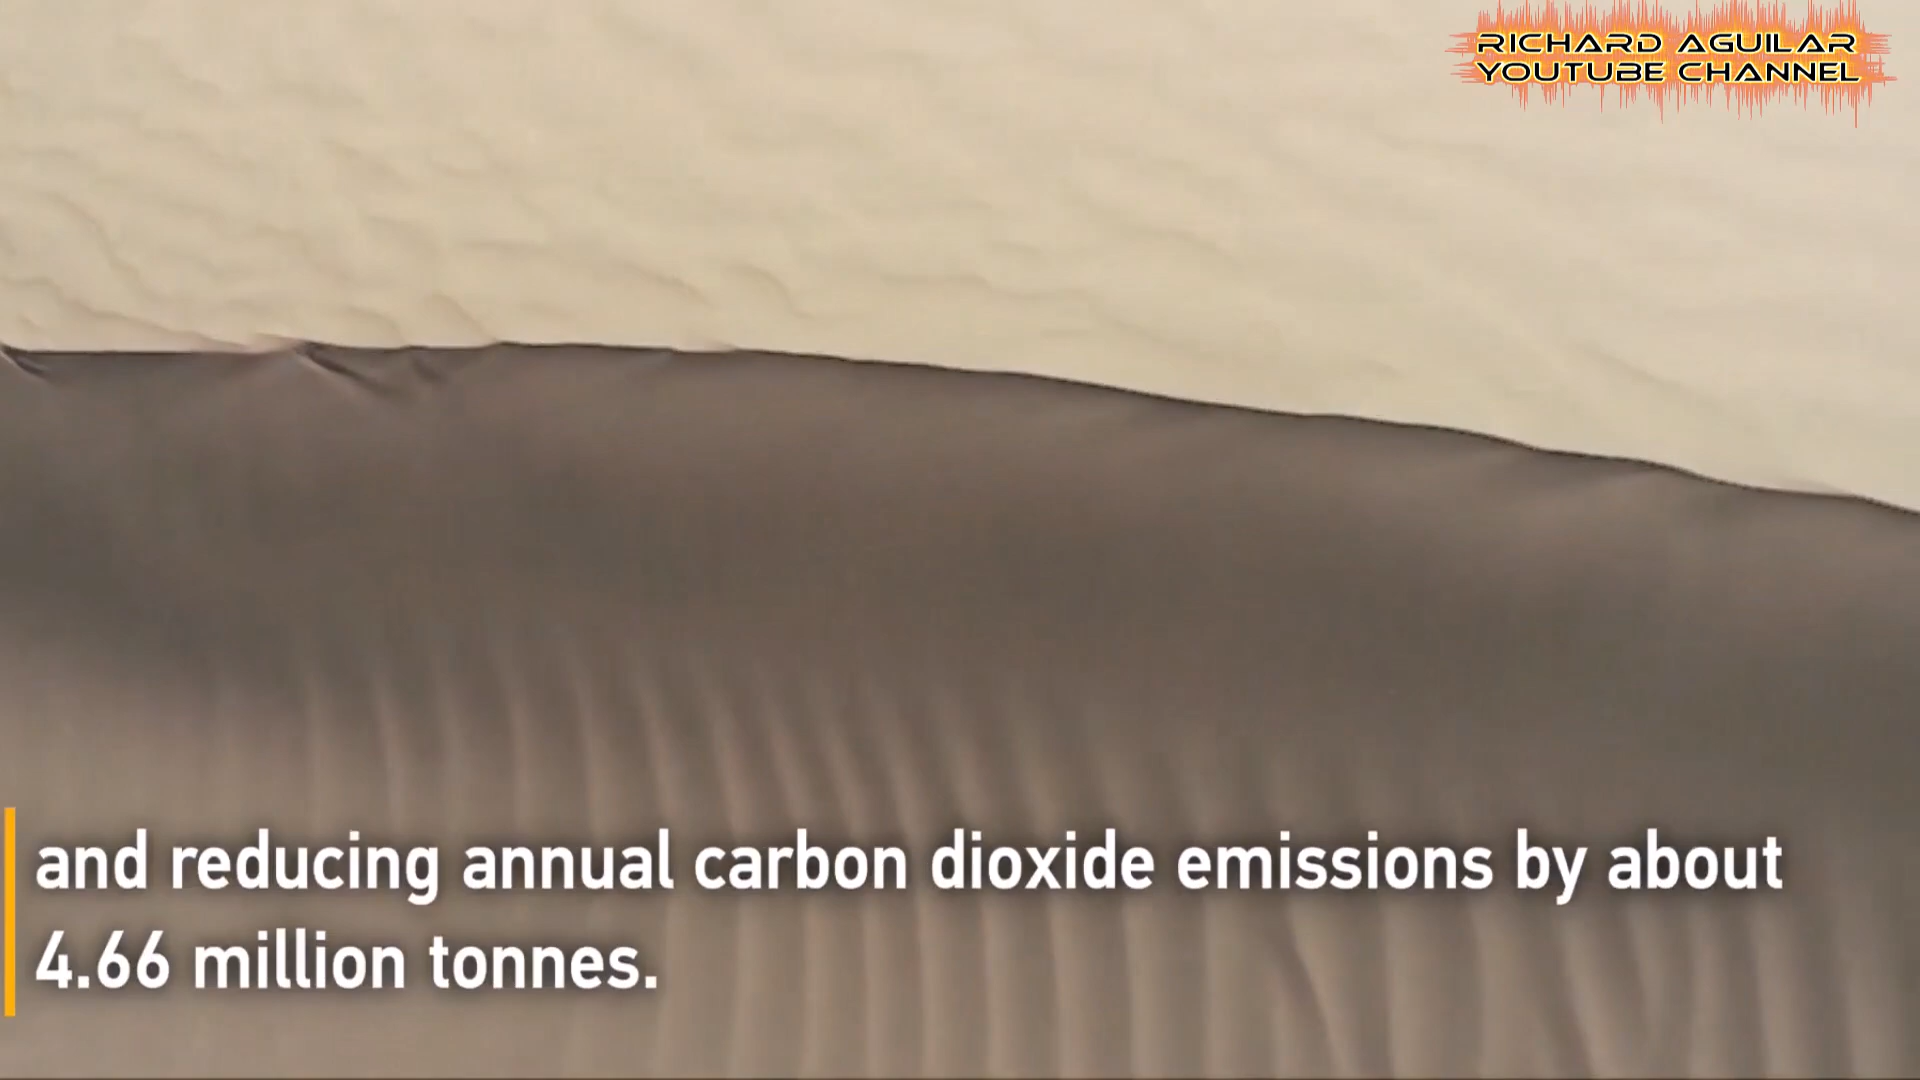 RICHARD AGUILAR
YOUTUBE CHANNEL
and reducing annual carbon dioxide emissions by about
4.66 million tonnes.